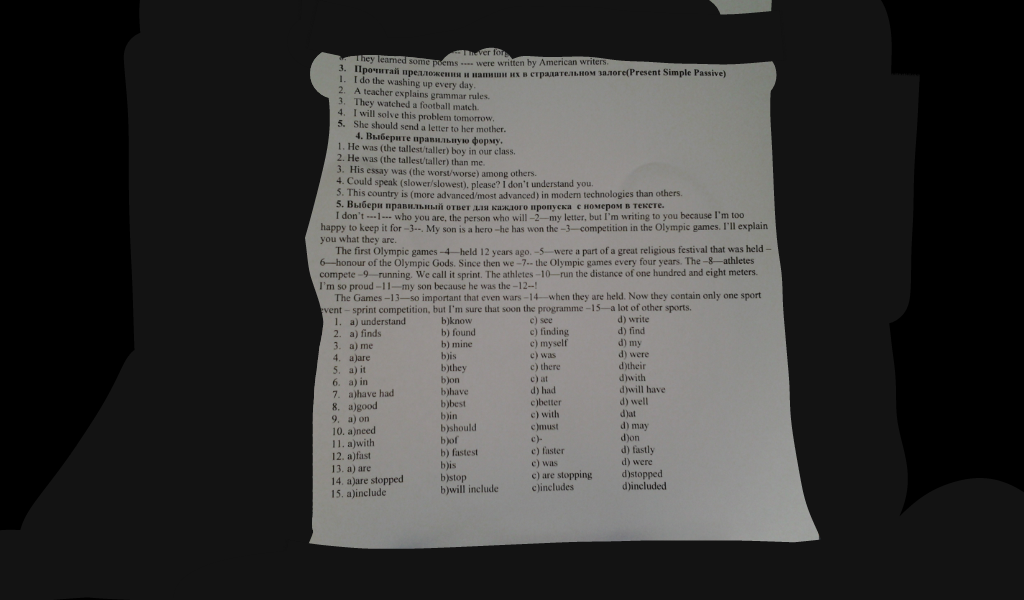 I never
They learned some poems ---- were written by American writers.
3. Прочитай предложения и напиши их в страдательном залоге(Present Simple Passive)
1. I do the washing up every day.
2. A teacher explains grammar rules.
3. They watched a football match.
4. I will solve this problem tomorrow.
5. She should send a letter to her mother.
4. Выберите правильную форму.
1. He was (the tallest/taller) boy in our class.
2. He was (the tallest/taller) than me.
3. His essay was (the worst/worse) among others.
4. Could speak (slower/slowest), please? I don't understand you.
5. This country is (more advanced/most advanced) in modern technologies than others.
5. Выбери правильный ответ для каждого пропуска с номером в тексте.
I don't ---1--- who you are, the person who will –2—my letter, but I'm writing to you because I'm too
happy to keep it for –3--. My son is a hero –he has won the –3—competition in the Olympic games. I'll explain
you what they are.
The first Olympic games –4—held 12 years ago. –5—were a part of a great religious festival that was held –
6—honour of the Olympic Gods. Since then we –7-- the Olympic games every four years. The –8—athletes
compete –9—running. We call it sprint. The athletes –10—run the distance of one hundred and eight meters.
I'm so proud –11—my son because he was the –12--!
The Games –13—so important that even wars –14—when they are held. Now they contain only one sport
event – sprint competition, but I'm sure that soon the programme –15—a lot of other sports.
1. a) understand b)know c) see d) write
2. a) finds b) found c) finding d) find
3. a) me b) mine c) myself d) my
4. a)are b)is c) was d) were
5. a) it b)they c) there d)their
6. a) in b)on c) at d)with
7. a)have had b)have d) had d)will have
8. a)good b)best c)better d) well
9. a) on b)in c) with d)at
10. a)need b)should c)must d) may
11. a)with b)of c)- d)on
12. a)fast b) fastest c) faster d) fastly
13. a) are b)is c) was d) were
14. a)are stopped b)stop c) are stopping d)stopped
15. a)include b)will include c)includes d)included